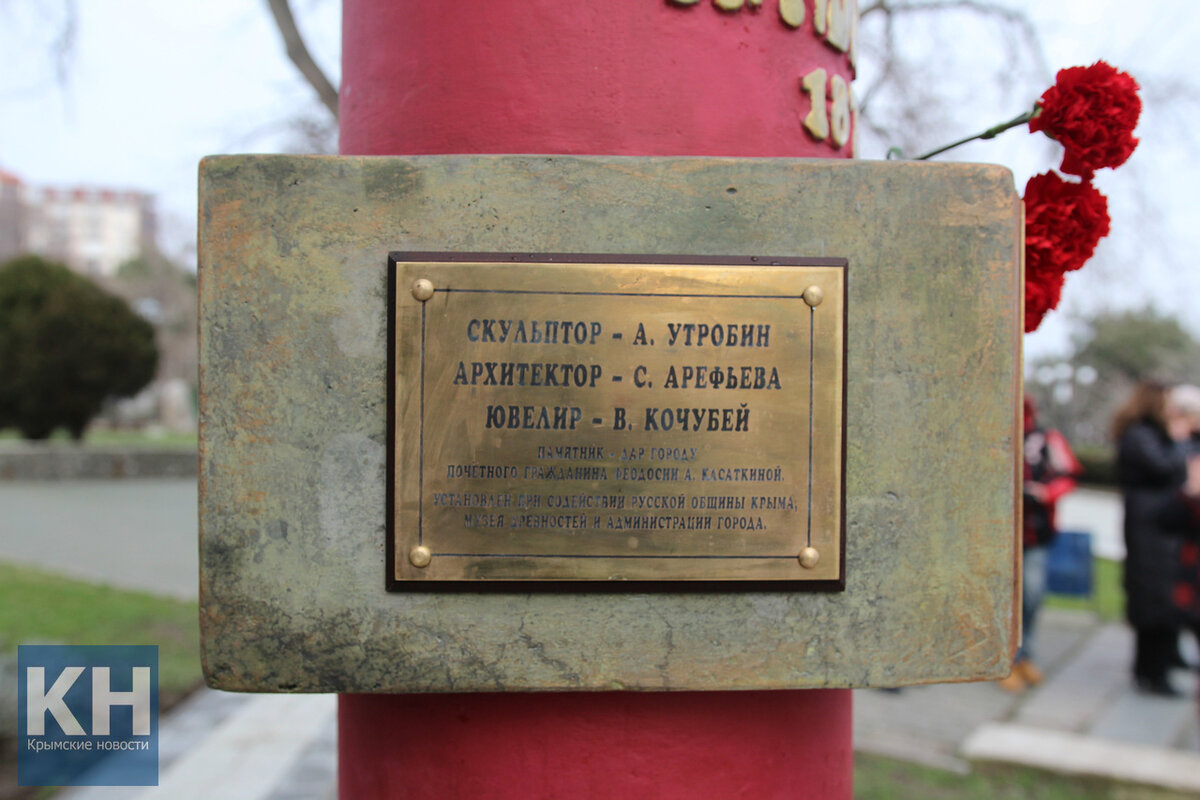 18
СКУЛЬПТОР - А. УТРОБИН
АРХИТЕКТОР - С. АРЕФЬЕВА
ЮВЕЛИР - В. КОЧУБЕЙ
ПАМЯТНИК - ДАР ГОРОДУ
ПОЧЕТНОГО ГРАЖДАНИНА ФЕОДОСИИ А. КАСАТКИНОЙ.
УСТАНОВЛЕН ПРИ СОДЕЙСТВИИ РУССКОЙ ОБЩИНЫ КРЫМА,
МУЗЕЯ ДРЕВНОСТЕЙ И АДМИНИСТРАЦИИ ГОРОДА.
КН
Крымские новости